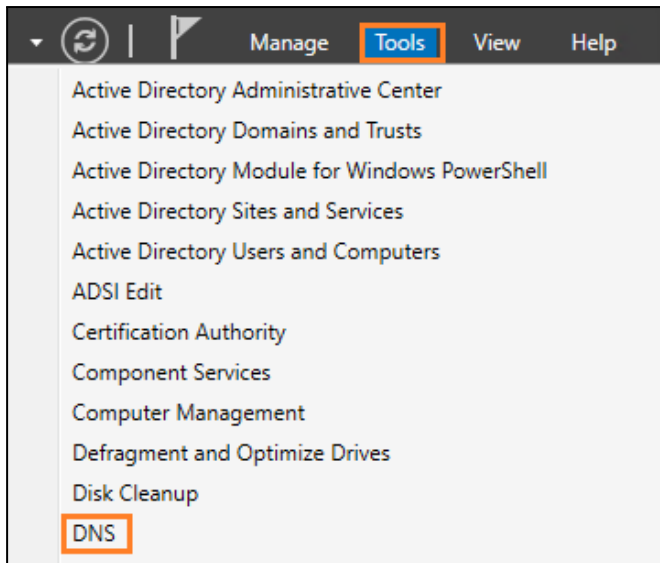 Manage Tools View Help
Active Directory Administrative Center
Active Directory Domains and Trusts
Active Directory Module for Windows PowerShell
Active Directory Sites and Services
Active Directory Users and Computers
ADSI Edit
Certification Authority
Component Services
Computer Management
Defragment and Optimize Drives
Disk Cleanup
DNS